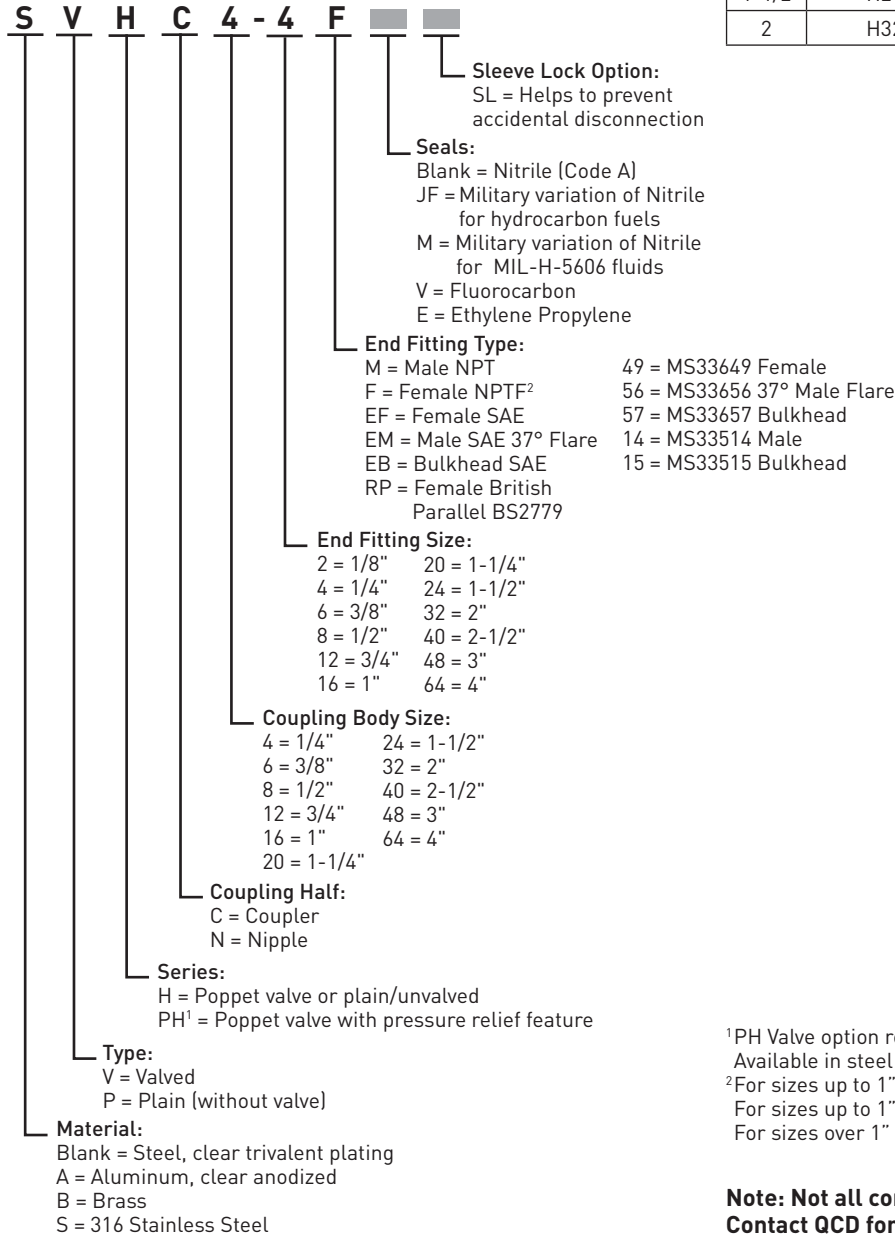 S V H C 4 - 4 F
1-1/2
2 H32
Sleeve Lock Option:
SL = Helps to prevent
accidental disconnection
Seals:
Blank = Nitrile (Code A)
JF = Military variation of Nitrile
for hydrocarbon fuels
M = Military variation of Nitrile
for MIL-H-5606 fluids
V = Fluorocarbon
E = Ethylene Propylene
End Fitting Type:
M = Male NPT
F = Female NPTF²
EF = Female SAE
EM = Male SAE 37° Flare
EB = Bulkhead SAE
RP = Female British
Parallel BS2779
49 = MS33649 Female
56 = MS33656 37° Male Flare
57 = MS33657 Bulkhead
14 = MS33514 Male
15 = MS33515 Bulkhead
End Fitting Size:
2 = 1/8"
4 = 1/4"
6 = 3/8"
8 = 1/2"
12 = 3/4"
16 = 1"
20 = 1-1/4"
24 = 1-1/2"
32 = 2"
40 = 2-1/2"
48 = 3"
64 = 4"
Coupling Body Size:
4 = 1/4"
6 = 3/8"
8 = 1/2"
12 = 3/4"
16 = 1"
20 = 1-1/4"
24 = 1-1/2"
32 = 2"
40 = 2-1/2"
48 = 3"
64 = 4"
Coupling Half:
C = Coupler
N = Nipple
Series:
H = Poppet valve or plain/unvalved
PH¹ = Poppet valve with pressure relief feature
Type:
V = Valved
P = Plain (without valve)
Material:
Blank = Steel, clear trivalent plating
A = Aluminum, clear anodized
B = Brass
S = 316 Stainless Steel
¹PH Valve option
Available in steel
²For sizes up to 1"
For sizes up to 1"
For sizes over 1"
Note: Not all
Contact QCD for